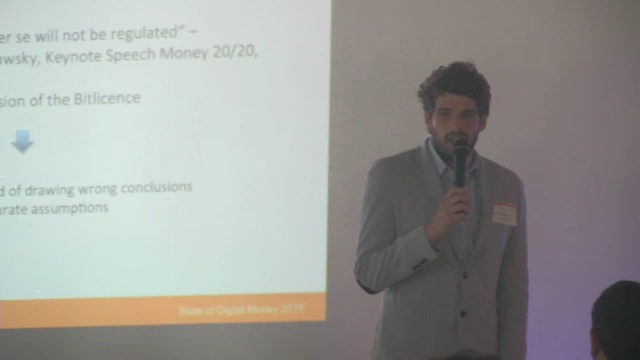 er se will not be regulated" –
wsky, Keynote Speech Money 20/20,
sion of the Bitlicence
d of drawing wrong conclusions
urate assumptions
State of Digital Money 2015